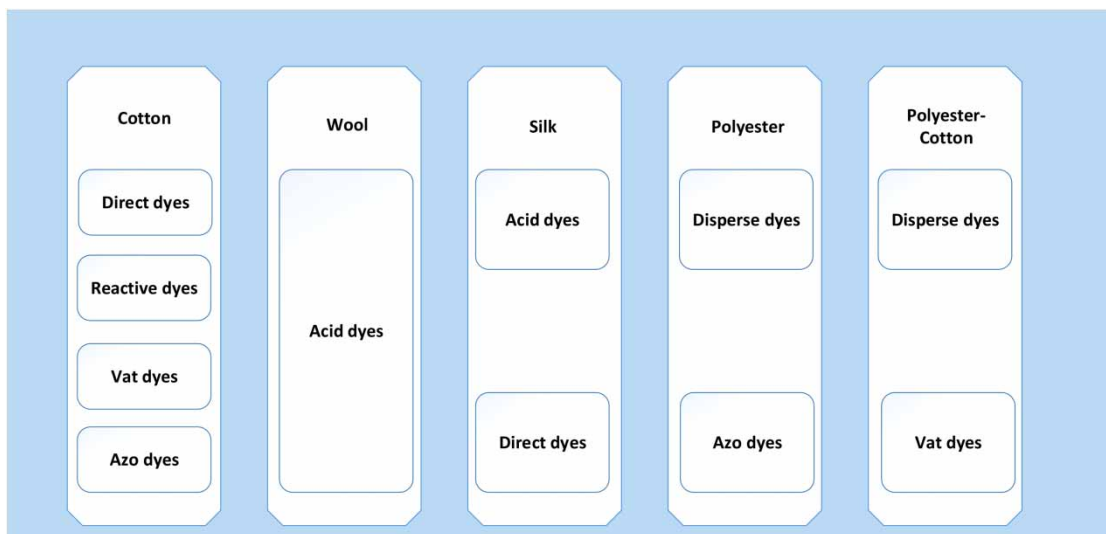 Cotton
Direct dyes
Reactive dyes
Vat dyes
Azo dyes
Wool
Acid dyes
Silk
Acid dyes
Direct dyes
Polyester
Disperse dyes
Azo dyes
Polyester-
Cotton
Disperse dyes
Vat dyes